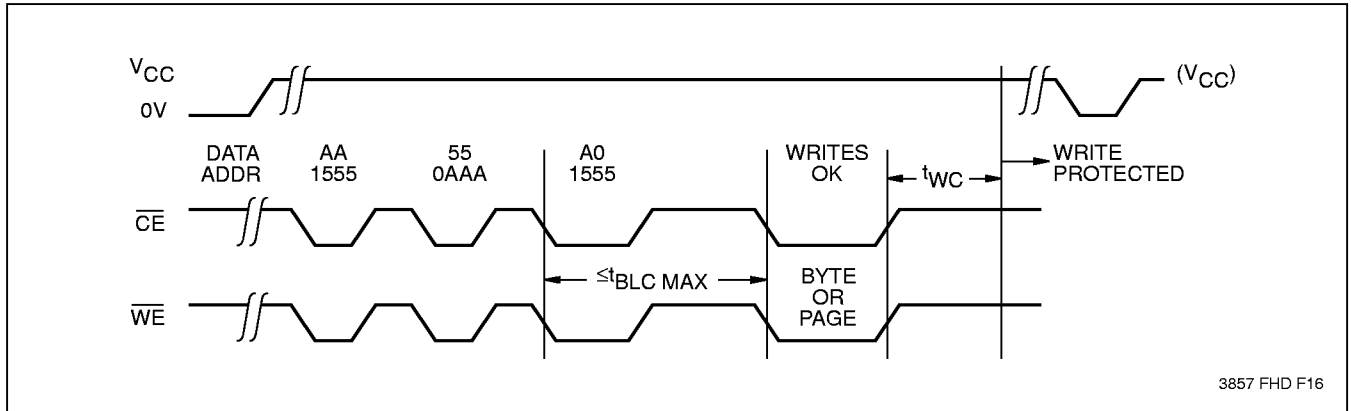 VCC
(VCC)
0V
DATA AA 55 A0 WRITES
ADDR 1555 0AAA 1555 OK
tWC
WRITE
PROTECTED
CE
≤tBLC MAX
BYTE
OR
PAGE
WE
3857 FHD F16